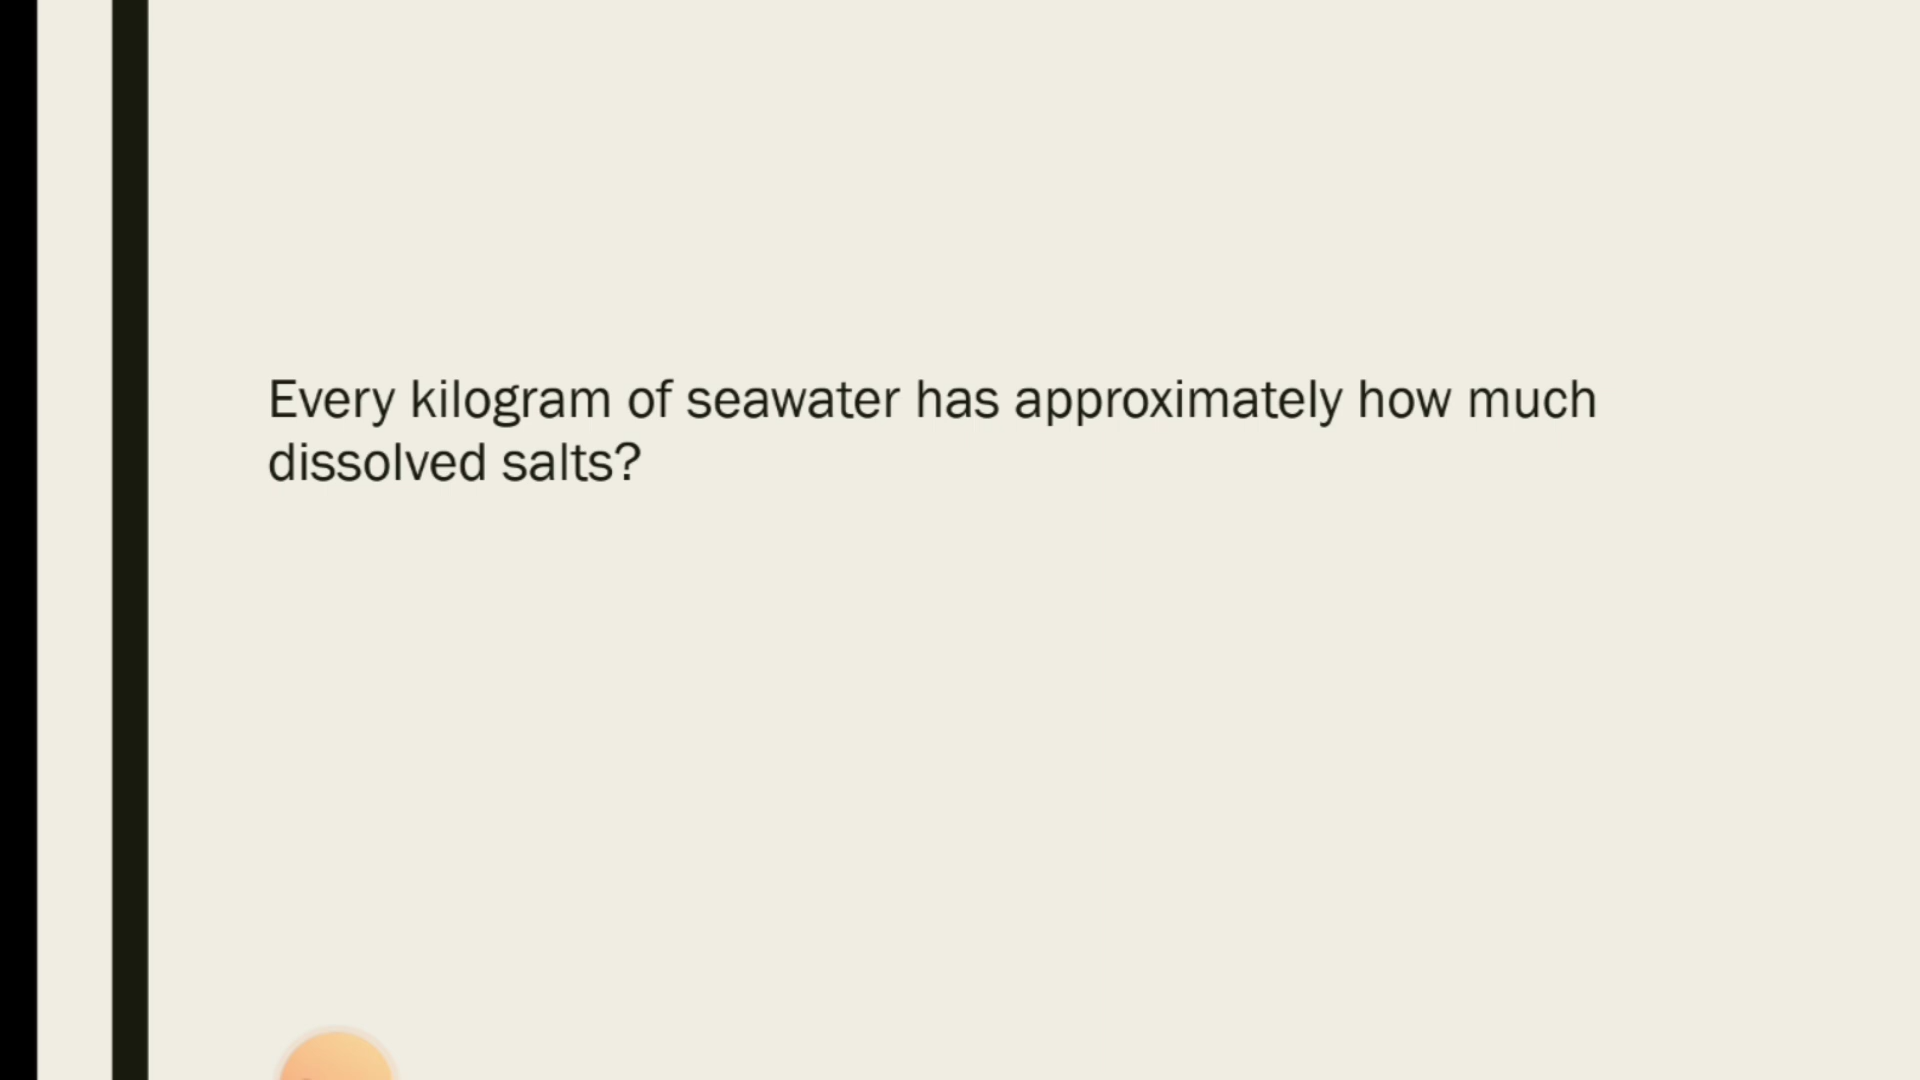 Every kilogram of seawater has approximately how much
dissolved salts?